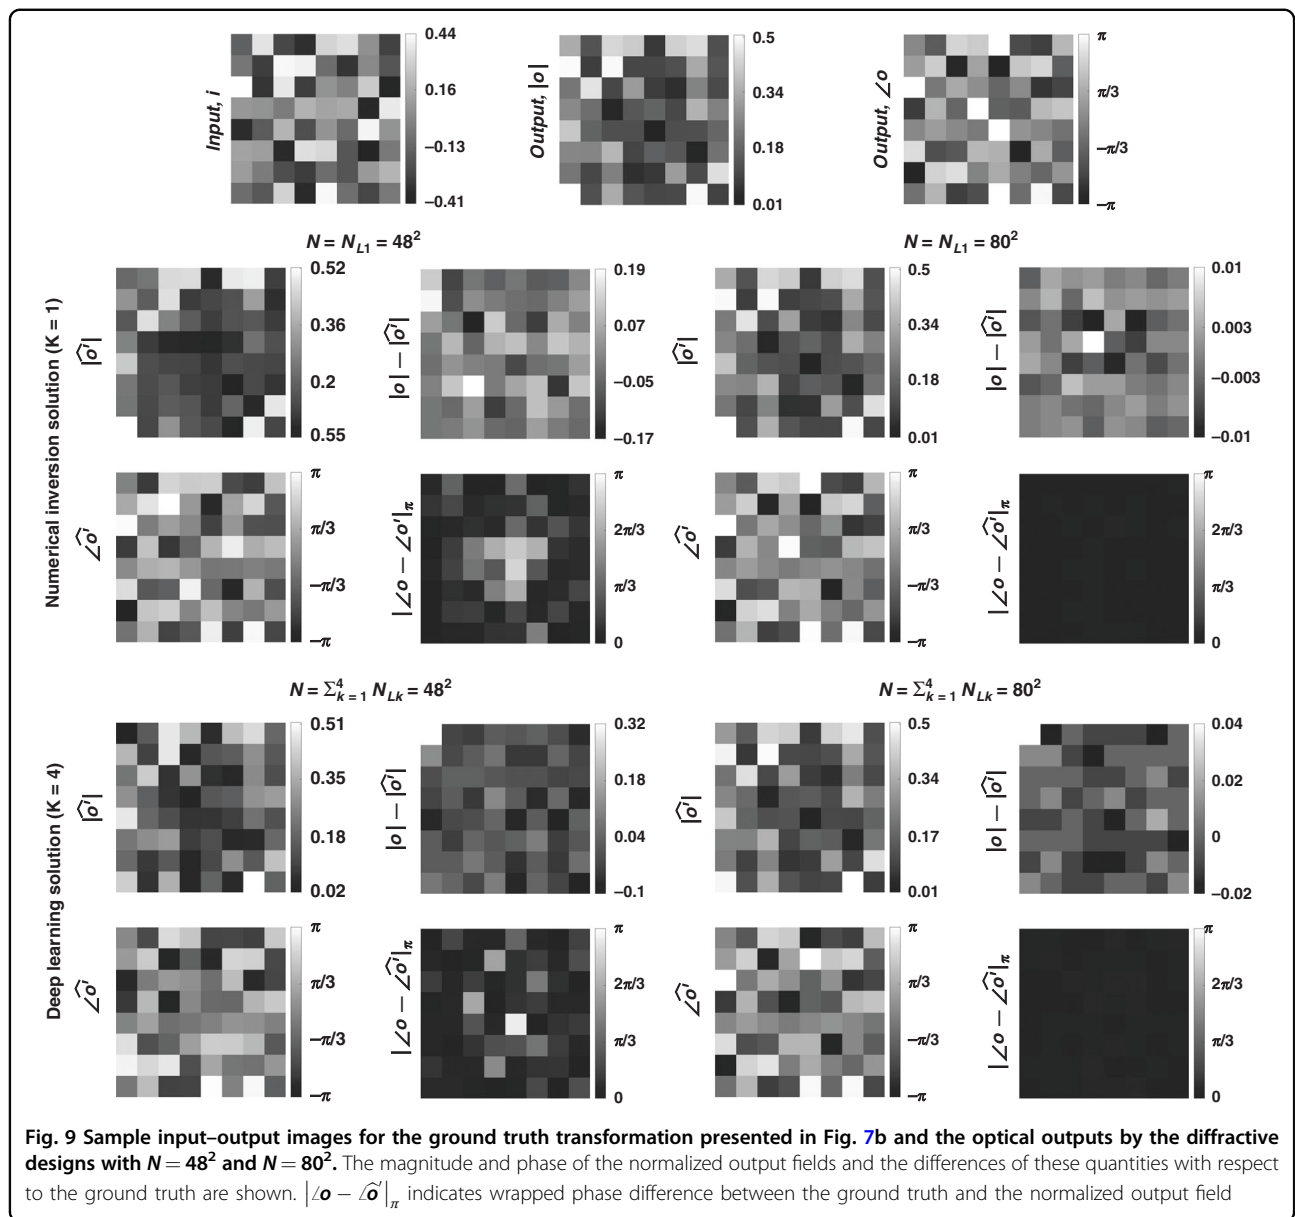 Input, i
0.44
0.16
−0.13
−0.41
Output, |o|
0.5
0.34
0.18
0.01
Output, ∠o
π
π/3
−π/3
−π
N = N_L1 = 48²
N = N_L1 = 80²
Numerical inversion solution (K = 1)
|ô′|
0.52
0.36
0.2
0.55
|o| − |ô′|
0.19
0.07
−0.05
−0.17
|ô′|
0.5
0.34
0.18
0.01
|o| − |ô′|
0.01
0.003
−0.003
−0.01
∠ô′
π
π/3
−π/3
−π
|∠o − ∠ô′|π
π
2π/3
π/3
0
∠ô′
π
π/3
−π/3
−π
|∠o − ∠ô′|π
π
2π/3
π/3
0
N = Σ⁴k = 1 N_Lk = 48²
N = Σ⁴k = 1 N_Lk = 80²
Deep learning solution (K = 4)
|ô′|
0.51
0.35
0.18
0.02
|o| − |ô′|
0.32
0.18
0.04
−0.1
|ô′|
0.5
0.34
0.17
0.01
|o| − |ô′|
0.04
0.02
0
−0.02
∠ô′
π
π/3
−π/3
−π
|∠o − ∠ô′|π
π
2π/3
π/3
0
∠ô′
π
π/3
−π/3
−π
|∠o − ∠ô′|π
π
2π/3
π/3
0
Fig. 9 Sample input–output images for the ground truth transformation presented in Fig. 7b and the optical outputs by the diffractive
designs with N = 48² and N = 80². The magnitude and phase of the normalized output fields and the differences of these quantities with respect
to the ground truth are shown. |∠o − ∠ô′|π indicates wrapped phase difference between the ground truth and the normalized output field